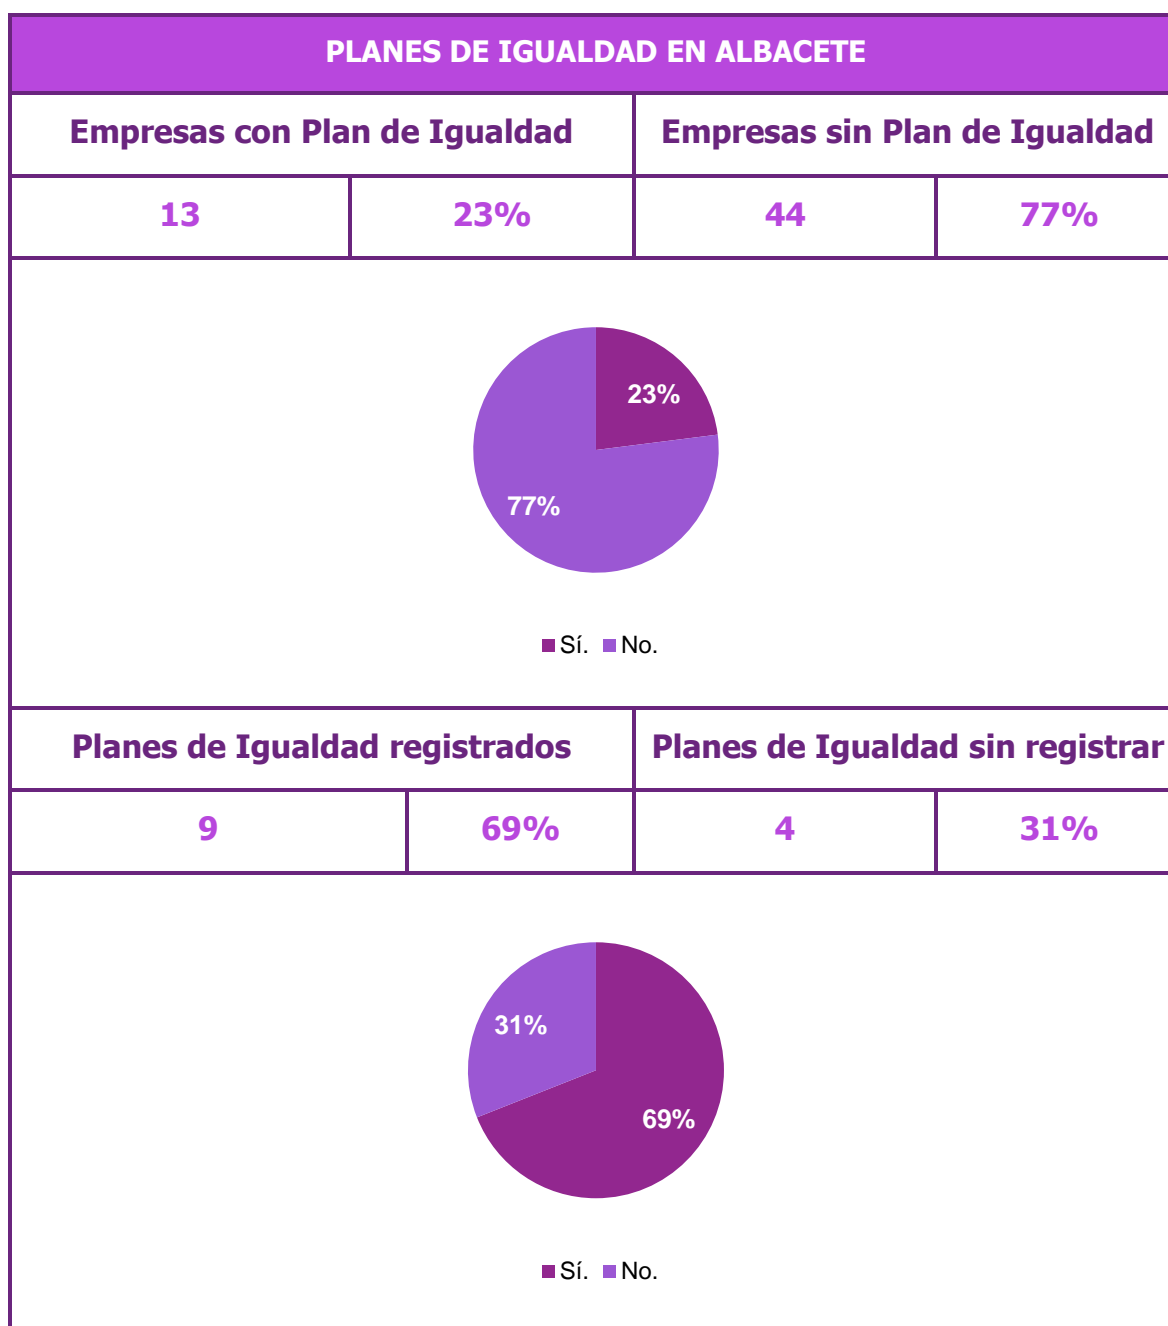 PLANES DE IGUALDAD EN ALBACETE
Empresas con Plan de Igualdad
Empresas sin Plan de Igualdad
13
23%
44
77%
23%
77%
Sí.
No.
Planes de Igualdad registrados
Planes de Igualdad sin registrar
9
69%
4
31%
31%
69%
Sí.
No.